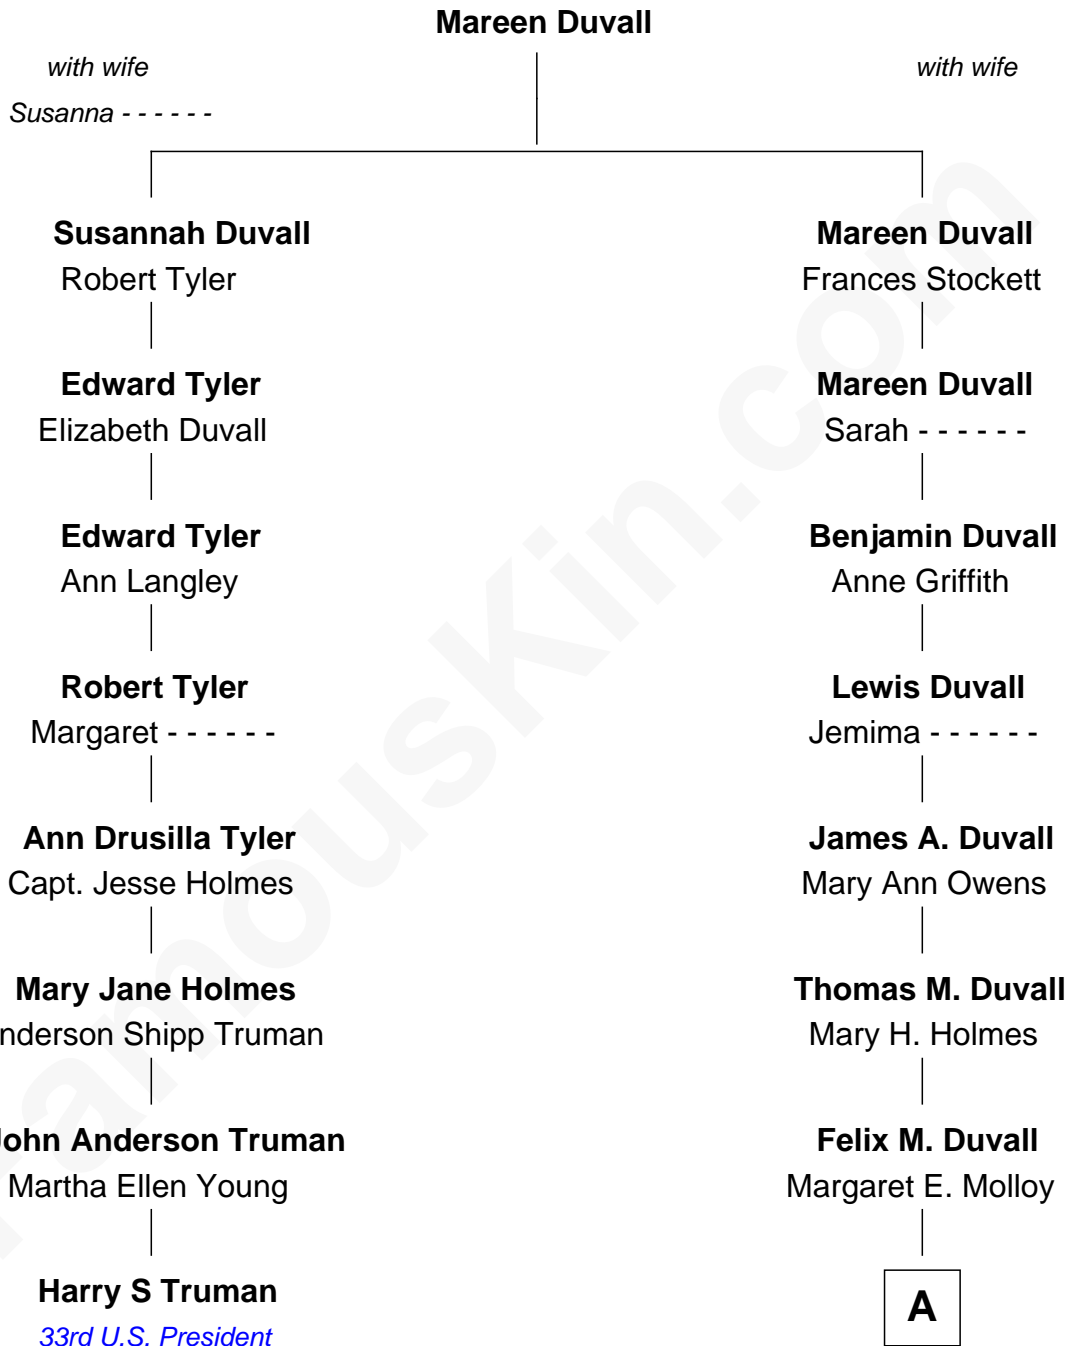 Mareen Duvall
with wife
with wife
Susanna - - - - - -
Susannah Duvall
Mareen Duvall
Robert Tyler
Frances Stockett
Edward Tyler
Mareen Duvall
Elizabeth Duvall
Sarah - - - - - -
Edward Tyler
Benjamin Duvall
Ann Langley
Anne Griffith
Robert Tyler
Lewis Duvall
Margaret - - - - - -
Jemima - - - - - -
Ann Drusilla Tyler
James A. Duvall
Capt. Jesse Holmes
Mary Ann Owens
Mary Jane Holmes
Thomas M. Duvall
nderson Shipp Truman
Mary H. Holmes
John Anderson Truman
Felix M. Duvall
Martha Ellen Young
Margaret E. Molloy
Harry S Truman
A
33rd U.S. President
FamousKin.com